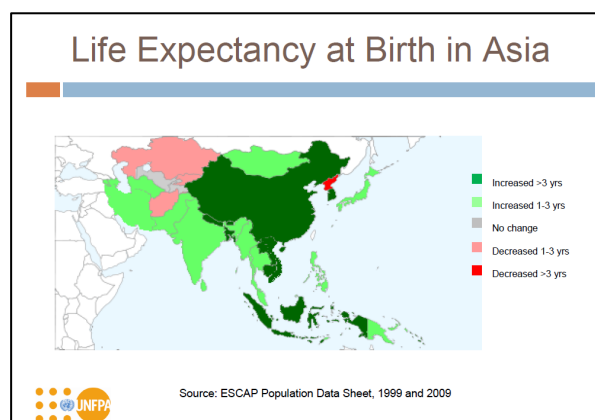 Life Expectancy at Birth in Asia
Increased >3 yrs
Increased 1-3 yrs
No change
Decreased 1-3 yrs
Decreased >3 yrs
Source: ESCAP Population Data Sheet, 1999 and 2009
UNFPA